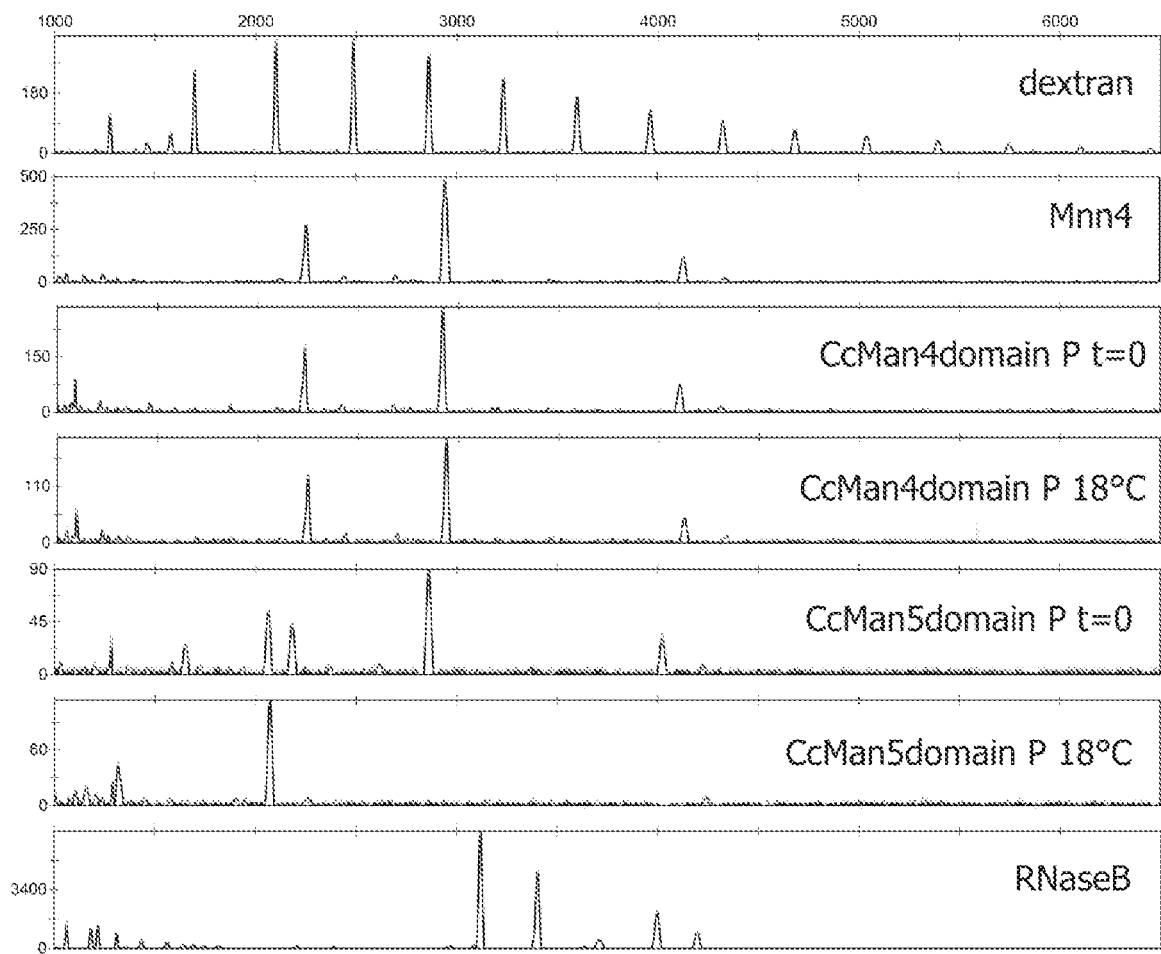 1000 2000 3000 4000 5000 6000
dextran
180
0
500
Mnn4
250
0
CcMan4domain P t=0
150
0
CcMan4domain P 18°C
110
0
90
CcMan5domain P t=0
45
0
CcMan5domain P 18°C
60
0
RNaseB
3400
0